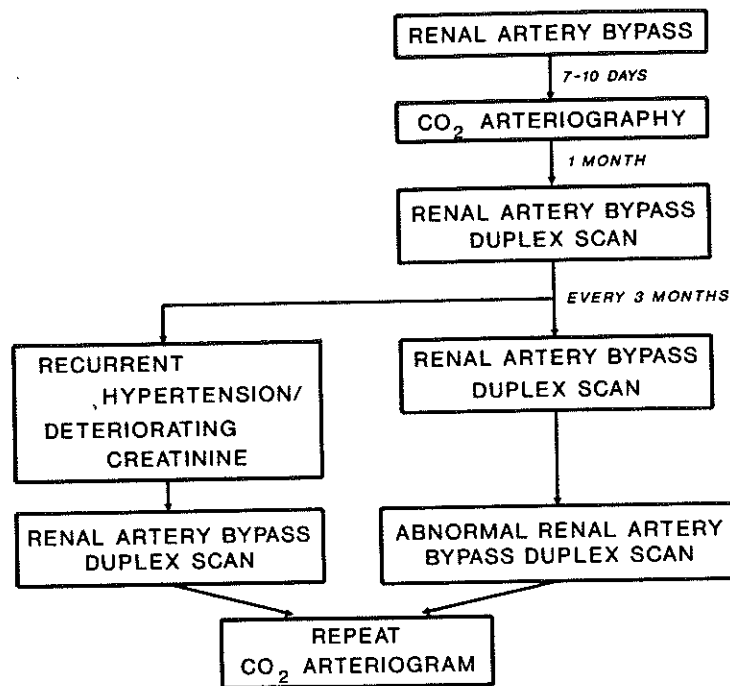 RENAL ARTERY BYPASS
7-10 DAYS
CO₂ ARTERIOGRAPHY
1 MONTH
RENAL ARTERY BYPASS
DUPLEX SCAN
EVERY 3 MONTHS
RECURRENT
HYPERTENSION/
DETERIORATING
CREATININE
RENAL ARTERY BYPASS
DUPLEX SCAN
RENAL ARTERY BYPASS
DUPLEX SCAN
ABNORMAL RENAL ARTERY
BYPASS DUPLEX SCAN
REPEAT
CO₂ ARTERIOGRAM